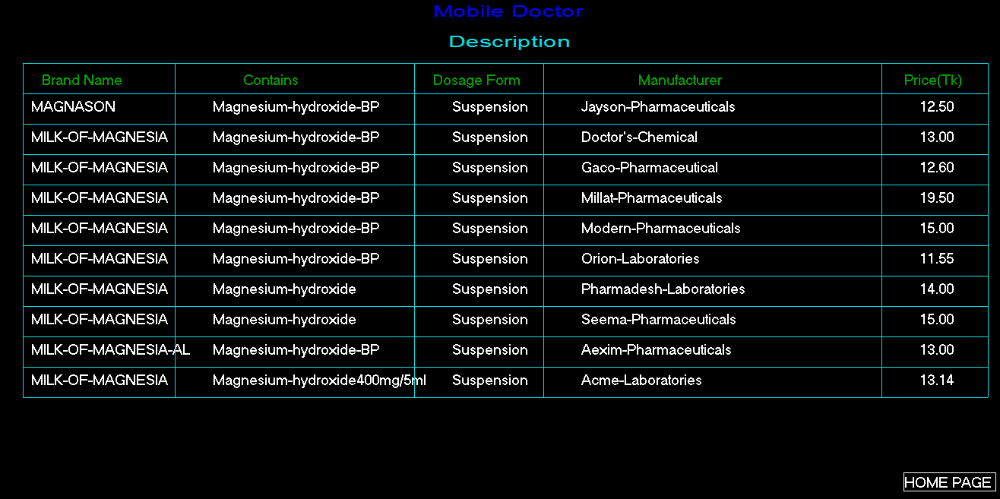 Mobile Doctor
Description
Brand Name Contains Dosage Form Manufacturer Price(Tk)
MAGNASON Magnesium-hydroxide-BP Suspension Jayson-Pharmaceuticals 12.50
MILK-OF-MAGNESIA Magnesium-hydroxide-BP Suspension Doctor's-Chemical 13.00
MILK-OF-MAGNESIA Magnesium-hydroxide-BP Suspension Gaco-Pharmaceutical 12.60
MILK-OF-MAGNESIA Magnesium-hydroxide-BP Suspension Millat-Pharmaceuticals 19.50
MILK-OF-MAGNESIA Magnesium-hydroxide-BP Suspension Modern-Pharmaceuticals 15.00
MILK-OF-MAGNESIA Magnesium-hydroxide-BP Suspension Orion-Laboratories 11.55
MILK-OF-MAGNESIA Magnesium-hydroxide Suspension Pharmadesh-Laboratories 14.00
MILK-OF-MAGNESIA Magnesium-hydroxide Suspension Seema-Pharmaceuticals 15.00
MILK-OF-MAGNESIA-AL Magnesium-hydroxide-BP Suspension Aexim-Pharmaceuticals 13.00
MILK-OF-MAGNESIA Magnesium-hydroxide400mg/5ml Suspension Acme-Laboratories 13.14
HOME PAGE